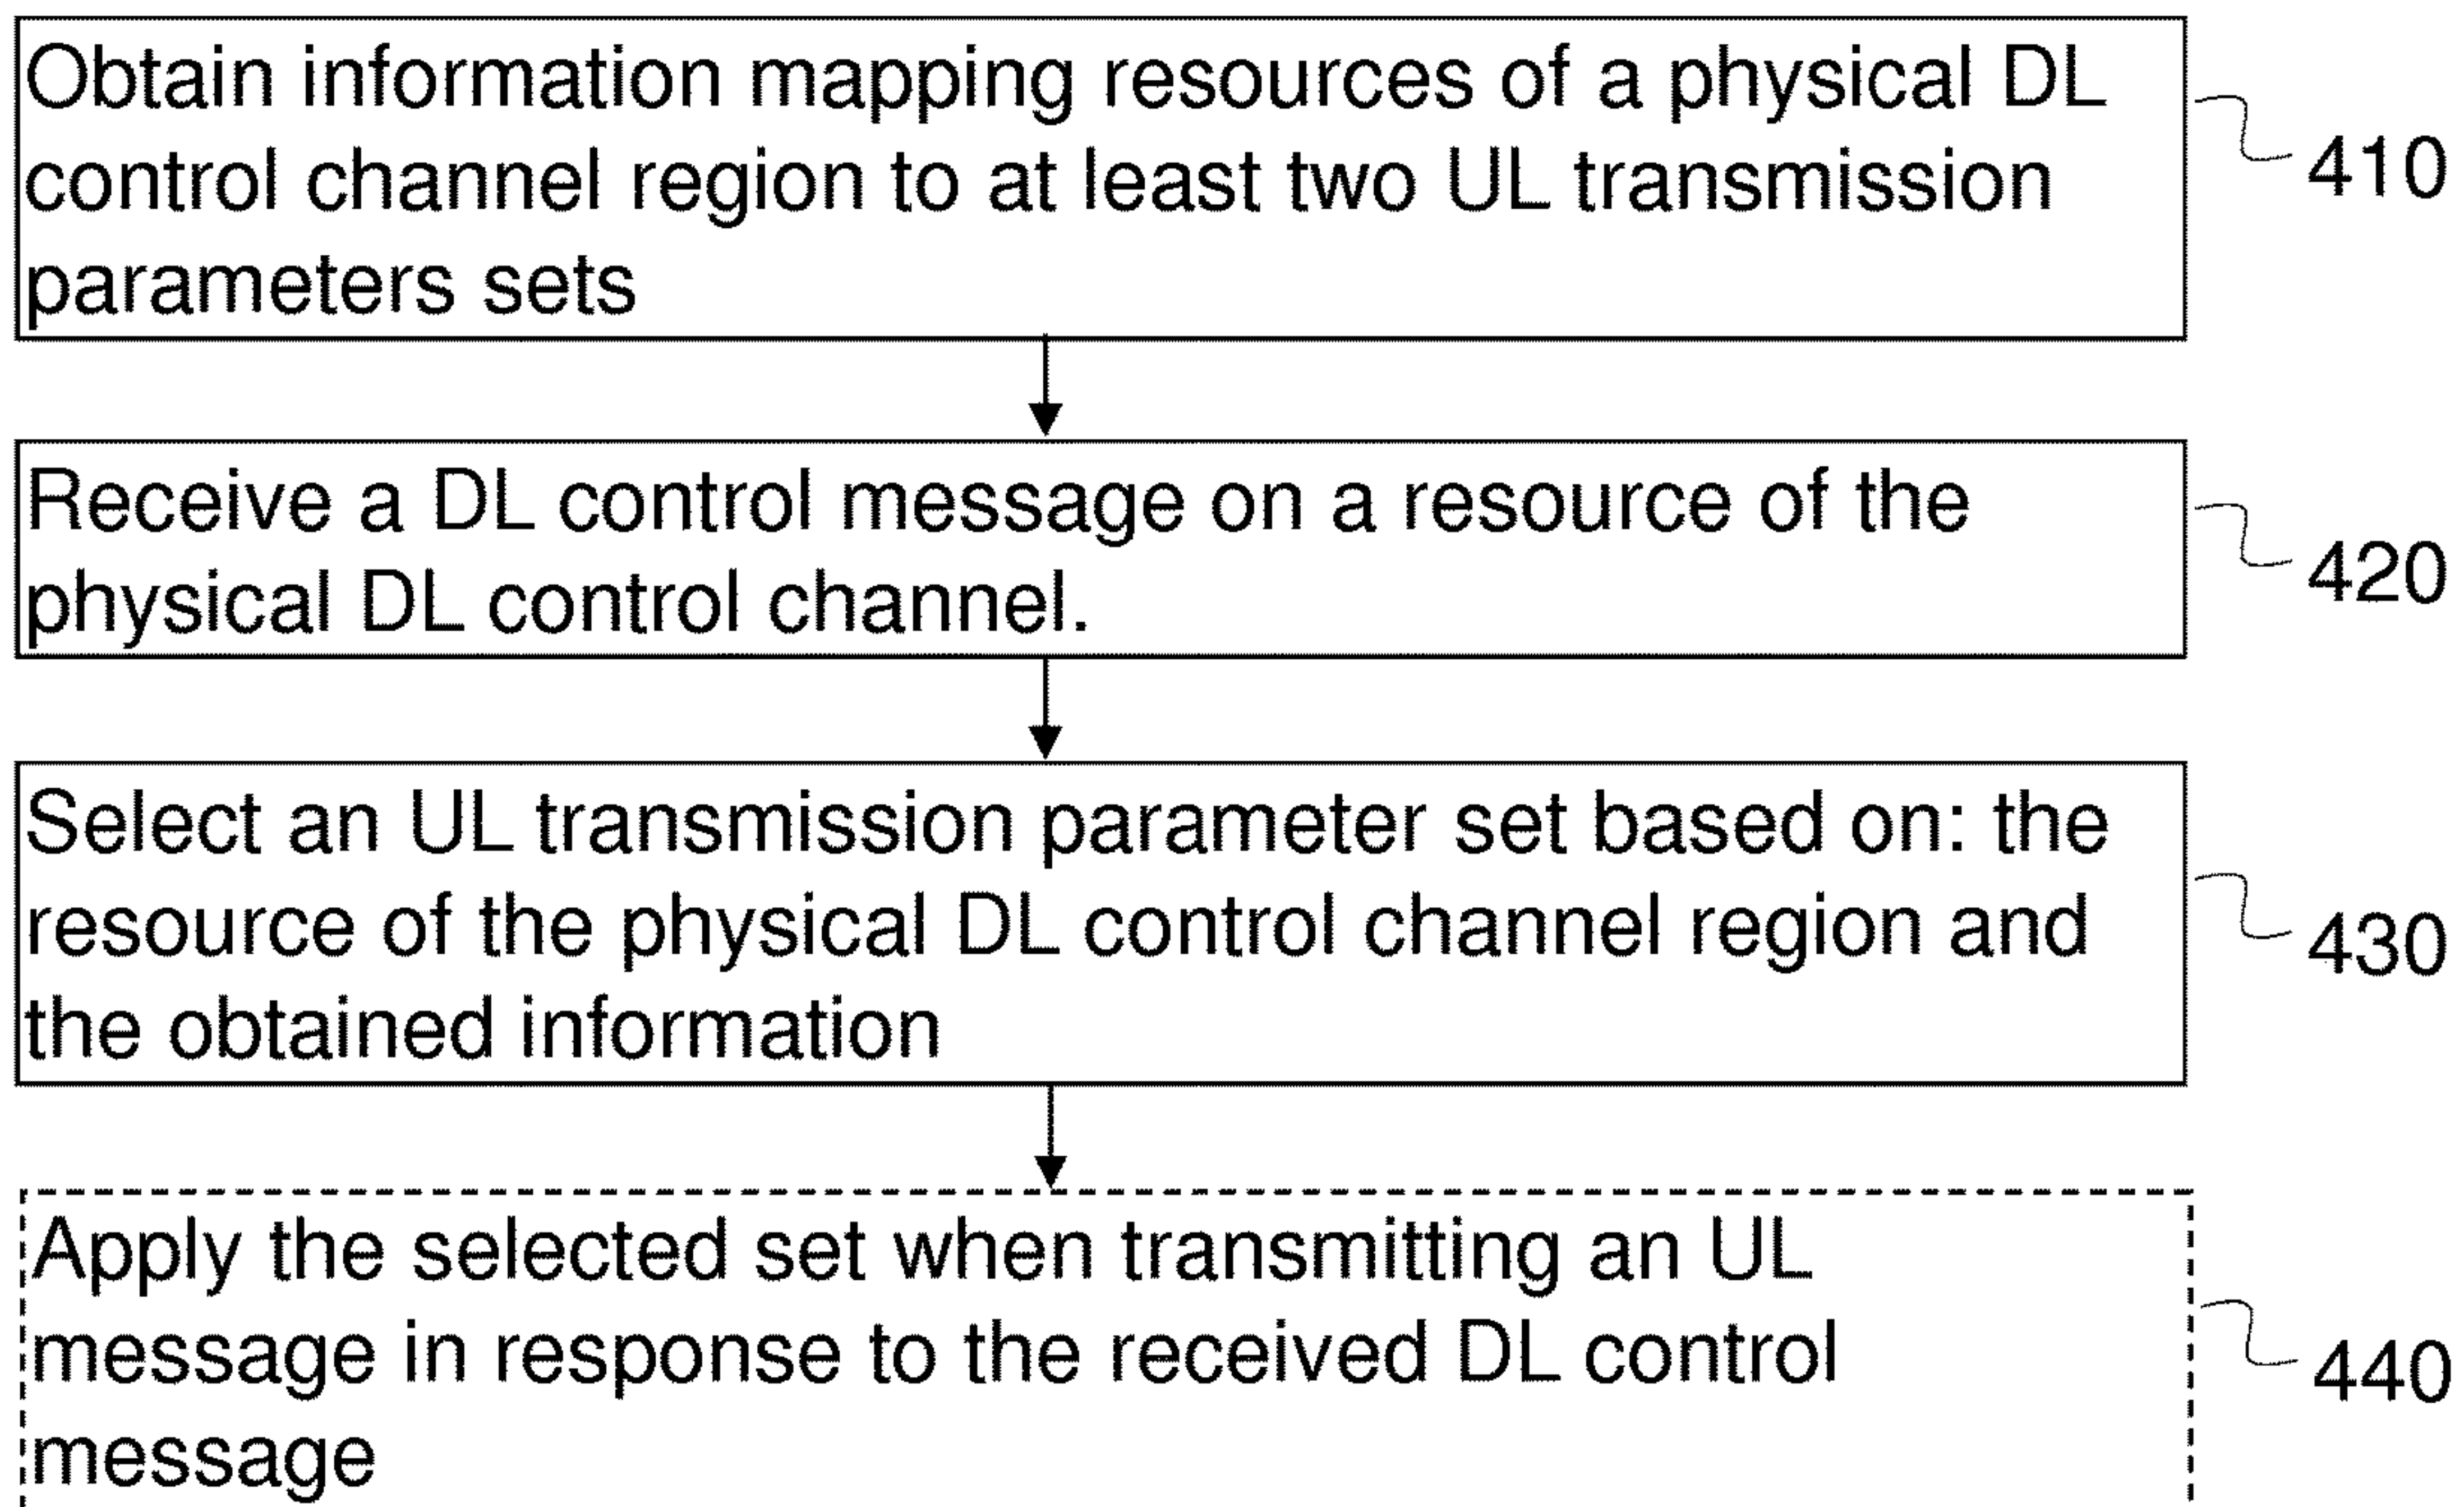 Obtain information mapping resources of a physical DL
control channel region to at least two UL transmission
parameters sets
410
Receive a DL control message on a resource of the
physical DL control channel.
420
Select an UL transmission parameter set based on: the
resource of the physical DL control channel region and
the obtained information
430
Apply the selected set when transmitting an UL
message in response to the received DL control
message
440